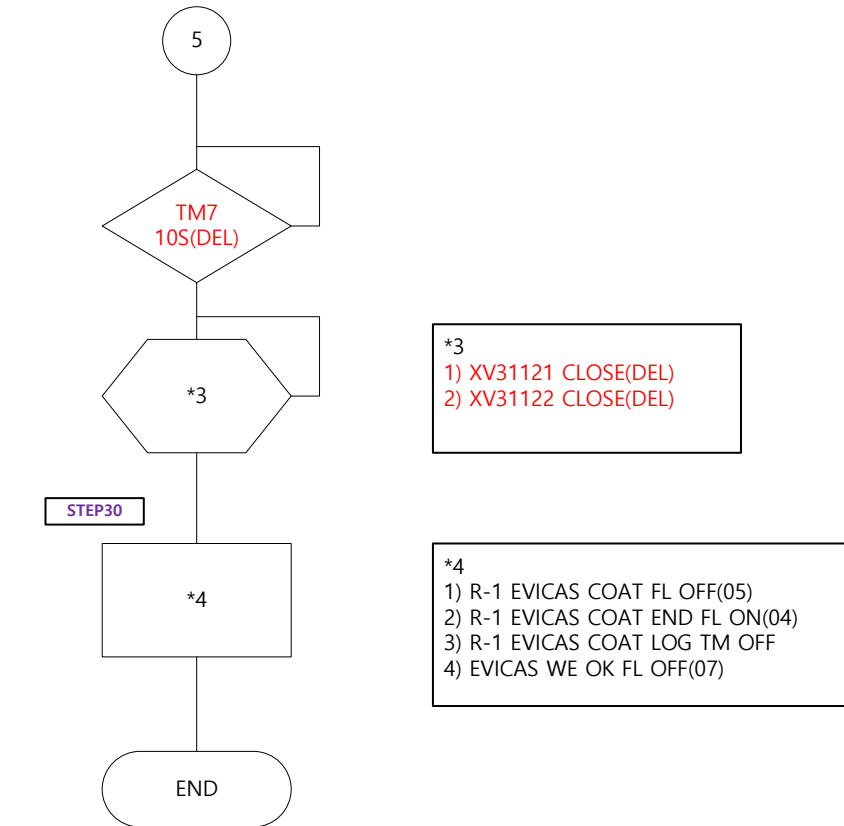 5
TM7
10S(DEL)
*3
*3
1) XV31121 CLOSE(DEL)
2) XV31122 CLOSE(DEL)
STEP30
*4
*4
1) R-1 EVICAS COAT FL OFF(05)
2) R-1 EVICAS COAT END FL ON(04)
3) R-1 EVICAS COAT LOG TM OFF
4) EVICAS WE OK FL OFF(07)
END